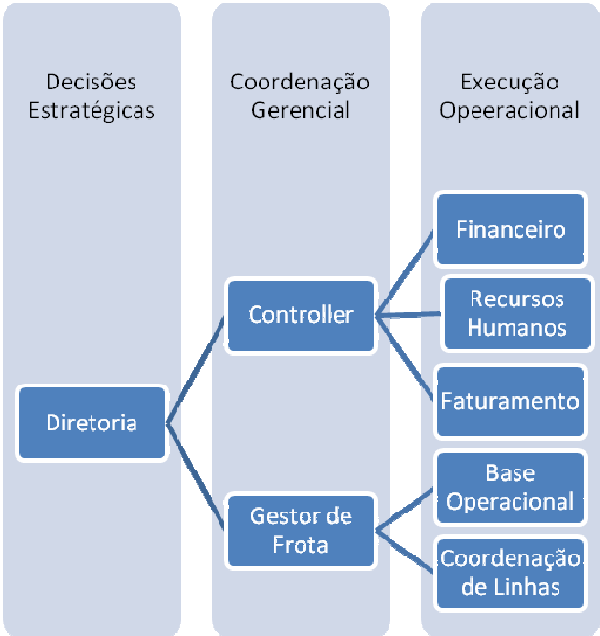 Decisões
Estratégicas
Coordenação
Gerencial
Execução
Opeeracional
Financeiro
Recursos
Humanos
Controller
Faturamento
Diretoria
Base
Operacional
Gestor de
Frota
Coordenação
de Linhas